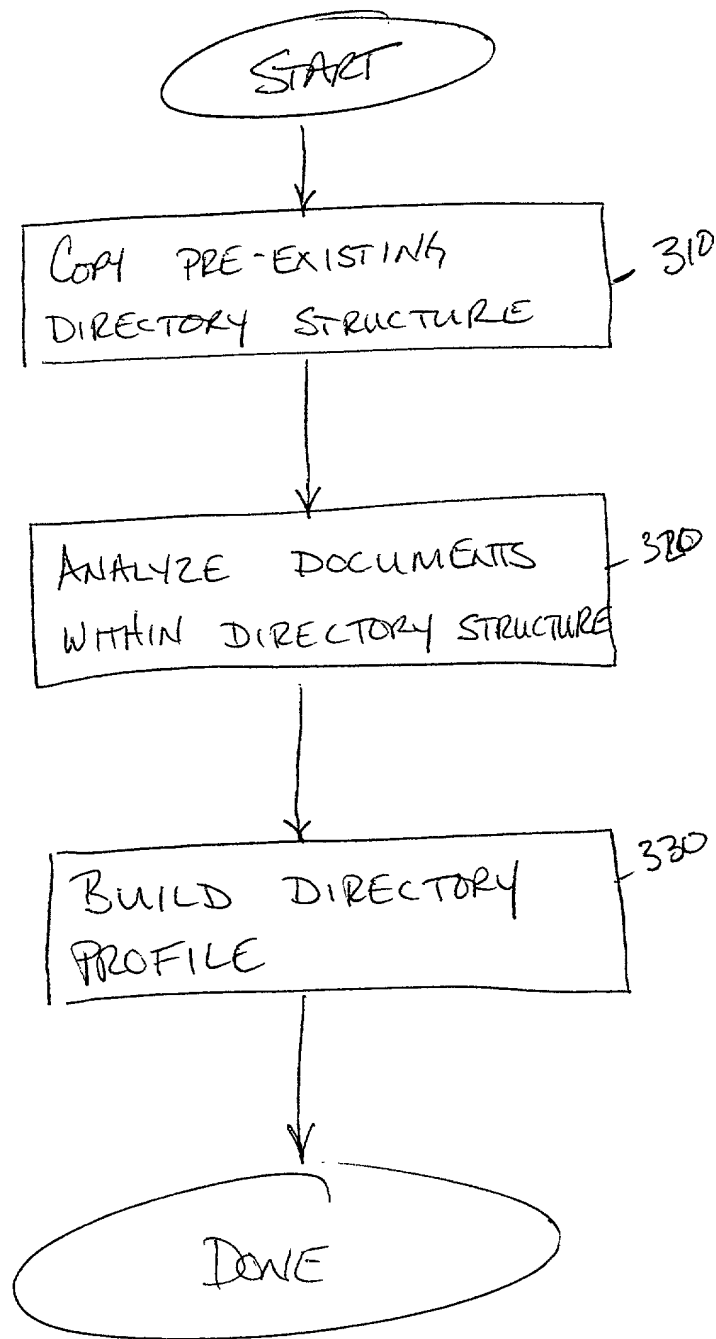 START
COPY PRE-EXISTING
DIRECTORY STRUCTURE
310
ANALYZE DOCUMENTS
WITHIN DIRECTORY STRUCTURE
320
BUILD DIRECTORY
PROFILE
330
DONE